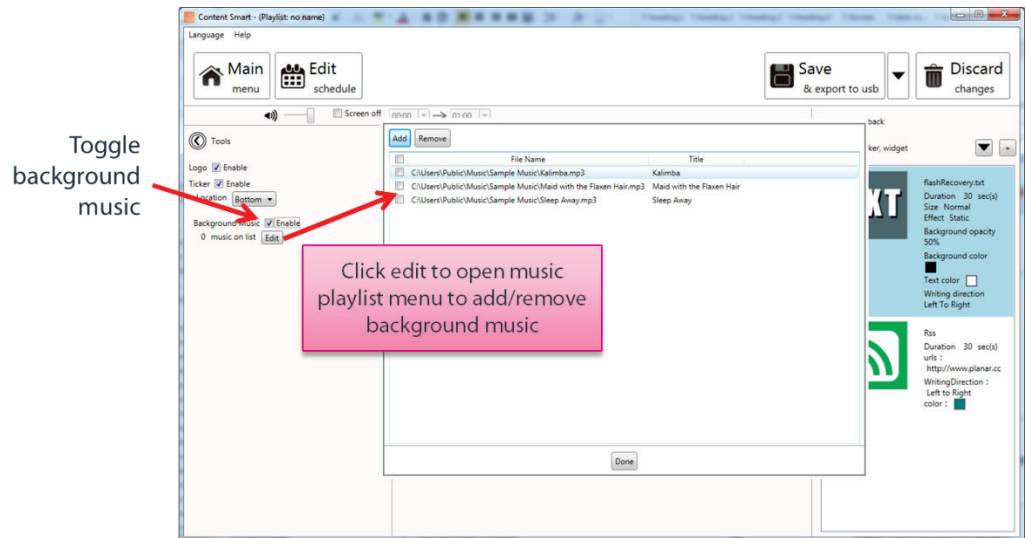 Content Smart - (Playlist: no name)
Language Help
Main
menu
Edit
schedule
Save
& export to usb
Discard
changes
Screen off 00:00 01:00
back
Tools
Add Remove
ker, widget
File Name Title
Logo Enable
C:\Users\Public\Music\Sample Music\Kalimba.mp3 Kalimba
Ticker Enable
C:\Users\Public\Music\Sample Music\Maid with the Flaxen Hair.mp3 Maid with the Flaxen Hair
Location Bottom
C:\Users\Public\Music\Sample Music\Sleep Away.mp3 Sleep Away
Background Music Enable
0 music on list Edit
Toggle
background
music
Click edit to open music
playlist menu to add/remove
background music
Done
XT
flashRecovery.txt
Duration 30 sec(s)
Size Normal
Effect Static
Background opacity
50%
Background color
Text color
Writing direction
Left To Right
Rss
Duration 30 sec(s)
urls :
http://www.planar.cc
WritingDirection :
Left to Right
color :